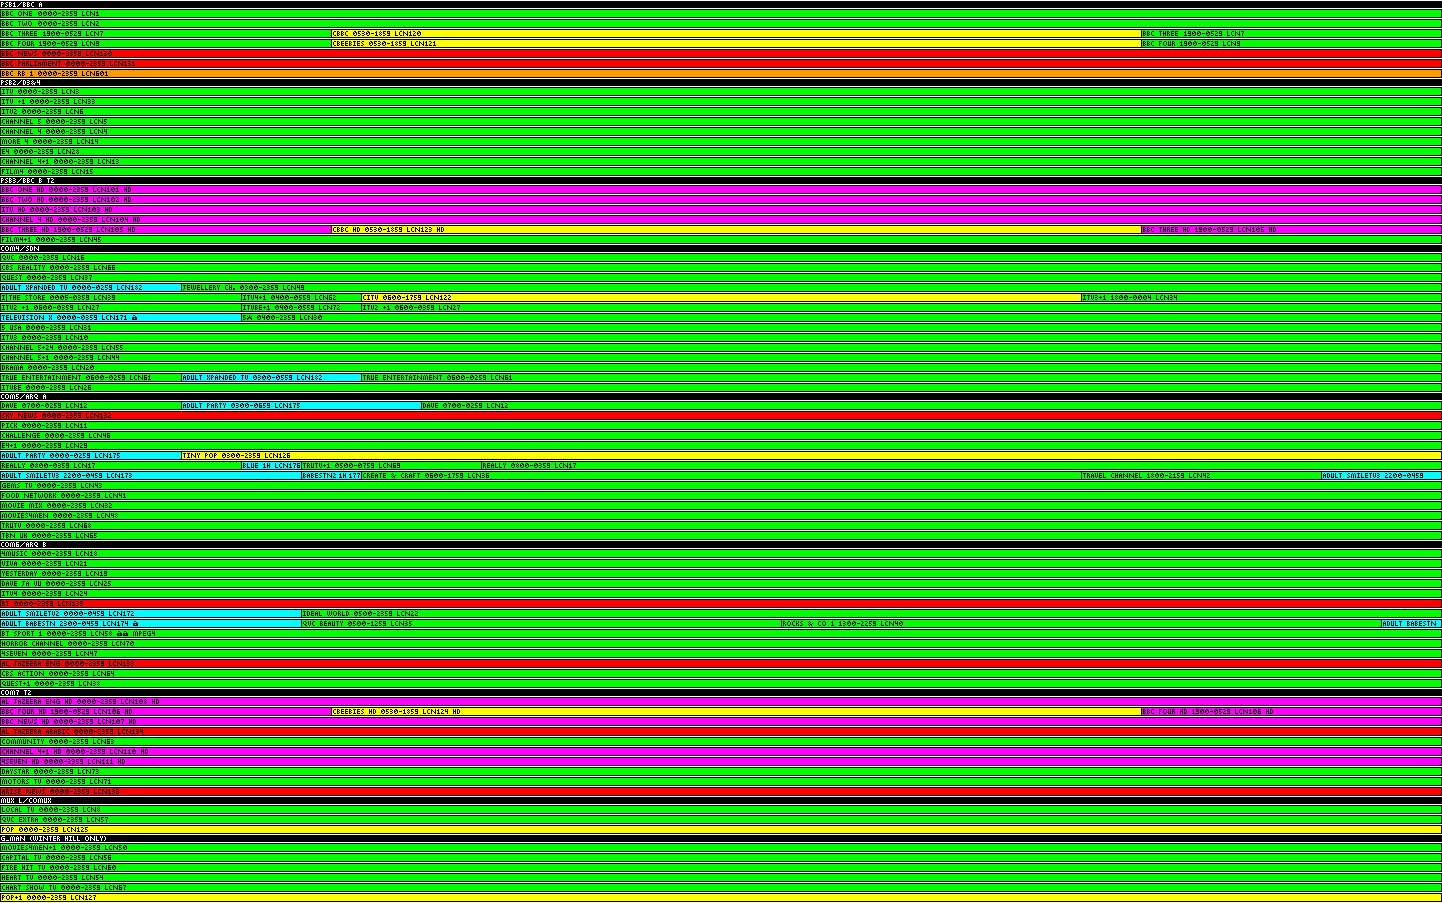 PSB1/BBC A
BBC ONE 0000-2359 LCN1
BBC TWO 0000-2359 LCN2
BBC THREE 1900-0529 LCN7 CBBC 0530-1859 LCN120 BBC THREE 1900-0529 LCN7
BBC FOUR 1900-0529 LCN9 CBEEBIES 0530-1859 LCN121 BBC FOUR 1900-0529 LCN9
BBC NEWS 0000-2359 LCN130
BBC PARLIAMENT 0000-2359 LCN131
BBC RB 1 0000-2359 LCN601
PSB2/D3&4
ITV 0000-2359 LCN3
ITV +1 0000-2359 LCN33
ITV2 0000-2359 LCN6
CHANNEL 5 0000-2359 LCN5
CHANNEL 4 0000-2359 LCN4
MORE 4 0000-2359 LCN14
E4 0000-2359 LCN28
CHANNEL 4+1 0000-2359 LCN13
FILM4 0000-2359 LCN15
PSB3/BBC B T2
BBC ONE HD 0000-2359 LCN101 HD
BBC TWO HD 0000-2359 LCN102 HD
ITV HD 0000-2359 LCN103 HD
CHANNEL 4 HD 0000-2359 LCN104 HD
BBC THREE HD 1900-0529 LCN105 HD CBBC HD 0530-1859 LCN123 HD BBC THREE HD 1900-0529 LCN105 HD
FILM4+1 0000-2359 LCN45
COM4/SDN
QVC 0000-2359 LCN16
CBS REALITY 0000-2359 LCN66
QUEST 0000-2359 LCN37
ADULT XPANDED TV 0000-0259 LCN182 JEWELLERY CH. 0300-2359 LCN49
I THE STORE 0005-0359 LCN39 ITV4+1 0400-0559 LCN62 CITV 0600-1759 LCN122 ITV3+1 1800-0004 LCN34
ITV2 +1 0600-0359 LCN27 ITVBE+1 0400-0559 LCN72 ITV2 +1 0600-0359 LCN27
TELEVISION X 0000-0359 LCN171 5* 0400-2359 LCN30
5 USA 0000-2359 LCN31
ITV3 0000-2359 LCN10
CHANNEL 5+24 0000-2359 LCN55
CHANNEL 5+1 0000-2359 LCN44
DRAMA 0000-2359 LCN20
TRUE ENTERTAINMENT 0600-0259 LCN61 ADULT XPANDED TV 0300-0559 LCN182 TRUE ENTERTAINMENT 0600-0259 LCN61
ITVBE 0000-2359 LCN26
COM5/ARQ A
DAVE 0700-0259 LCN12 ADULT PARTY 0300-0659 LCN175 DAVE 0700-0259 LCN12
SKY NEWS 0000-2359 LCN132
PICK 0000-2359 LCN11
CHALLENGE 0000-2359 LCN46
E4+1 0000-2359 LCN29
ADULT PARTY 0000-0259 LCN175 TINY POP 0300-2359 LCN126
REALLY 0800-0359 LCN17 BLUE 1H LCN176 TRUTV+1 0500-0759 LCN69 REALLY 0800-0359 LCN17
ADULT SMILETV3 2200-0459 LCN173 BABESTN2 1H 177 CREATE & CRAFT 0600-1759 LCN36 TRAVEL CHANNEL 1800-2159 LCN42 ADULT SMILETV3 2200-0459
GEMS TV 0000-2359 LCN43
FOOD NETWORK 0000-2359 LCN41
MOVIE MIX 0000-2359 LCN32
MOVIES4MEN 0000-2359 LCN48
TRUTV 0000-2359 LCN68
TBN UK 0000-2359 LCN65
COM6/ARQ B
4MUSIC 0000-2359 LCN18
VIVA 0000-2359 LCN21
YESTERDAY 0000-2359 LCN19
DAVE JA VU 0000-2359 LCN25
ITV4 0000-2359 LCN24
RT 0000-2359 LCN135
ADULT SMILETV2 0000-0459 LCN172 IDEAL WORLD 0500-2359 LCN22
ADULT BABESTN 2300-0459 LCN174 QVC BEAUTY 0500-1259 LCN35 ROCKS & CO 1 1300-2259 LCN40 ADULT BABESTN
BT SPORT 1 0000-2359 LCN58 MPEG4
HORROR CHANNEL 0000-2359 LCN70
4SEVEN 0000-2359 LCN47
AL JAZEERA ENG 0000-2359 LCN133
CBS ACTION 0000-2359 LCN64
QUEST+1 0000-2359 LCN38
COM7 T2
AL JAZEERA ENG HD 0000-2359 LCN108 HD
BBC FOUR HD 1900-0529 LCN106 HD CBEEBIES HD 0530-1859 LCN124 HD BBC FOUR HD 1900-0529 LCN106 HD
BBC NEWS HD 0000-2359 LCN107 HD
AL JAZEERA ARABIC 0000-2359 LCN134
COMMUNITY 0000-2359 LCN63
CHANNEL 4+1 HD 0000-2359 LCN110 HD
4SEVEN HD 0000-2359 LCN111 HD
DAYSTAR 0000-2359 LCN73
MOTORS TV 0000-2359 LCN71
ARISE NEWS 0000-2359 LCN136
MUX L/COMUX
LOCAL TV 0000-2359 LCN8
QVC EXTRA 0000-2359 LCN57
POP 0000-2359 LCN125
G_MAN (WINTER HILL ONLY)
MOVIES4MEN+1 0000-2359 LCN50
CAPITAL TV 0000-2359 LCN56
FIRE HIT TV 0000-2359 LCN60
HEART TV 0000-2359 LCN54
CHART SHOW TV 0000-2359 LCN67
POP+1 0000-2359 LCN127